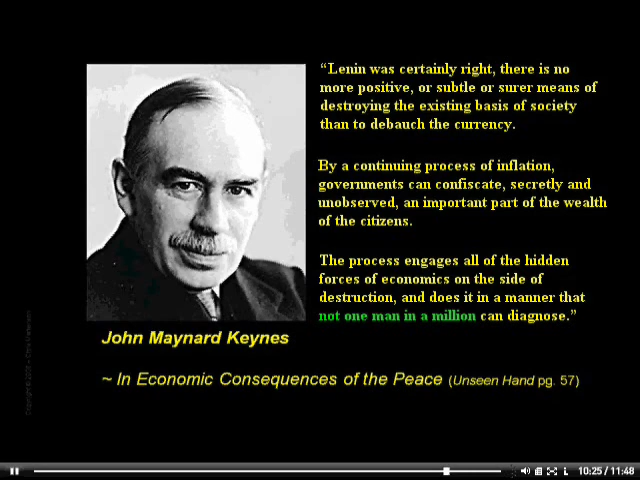 “Lenin was certainly right, there is no
more positive, or subtle or surer means of
destroying the existing basis of society
than to debauch the currency.
By a continuing process of inflation,
governments can confiscate, secretly and
unobserved, an important part of the wealth
of the citizens.
The process engages all of the hidden
forces of economics on the side of
destruction, and does it in a manner that
not one man in a million can diagnose.”
John Maynard Keynes
~ In Economic Consequences of the Peace (Unseen Hand pg. 57)
10:25 / 11:48